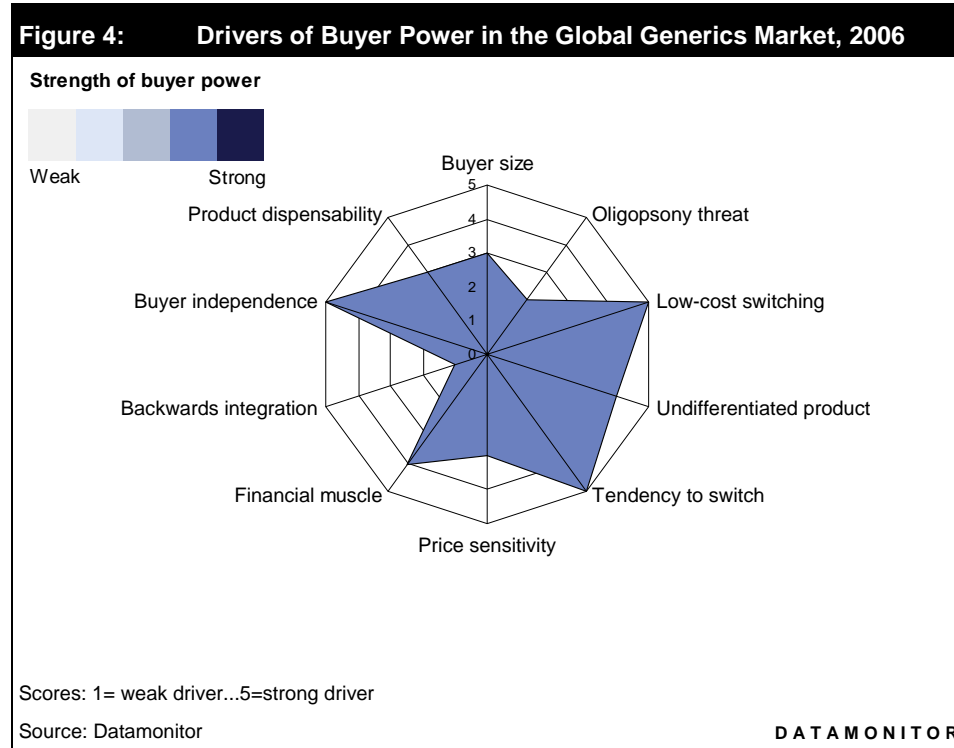 Figure 4: Drivers of Buyer Power in the Global Generics Market, 2006
Strength of buyer power
Weak Strong
Buyer size
5
Product dispensability Oligopsony threat
4
3
Buyer independence Low-cost switching
2
1
0
Backwards integration Undifferentiated product
Financial muscle Tendency to switch
Price sensitivity
Scores: 1= weak driver...5=strong driver
Source: Datamonitor DATAMONITOR